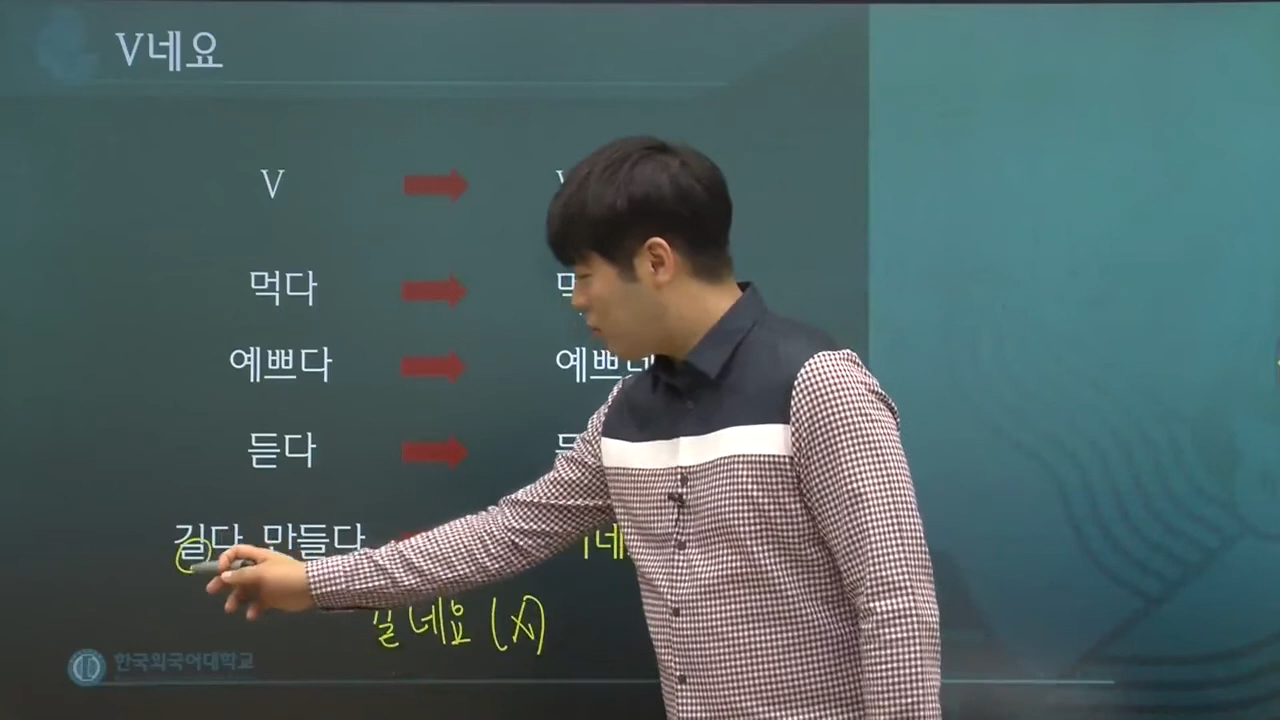 V네요
V
먹다
예쁘다 예쁘네
듣다
길다 만들다 네
길네요 (X)
한국외국어대학교